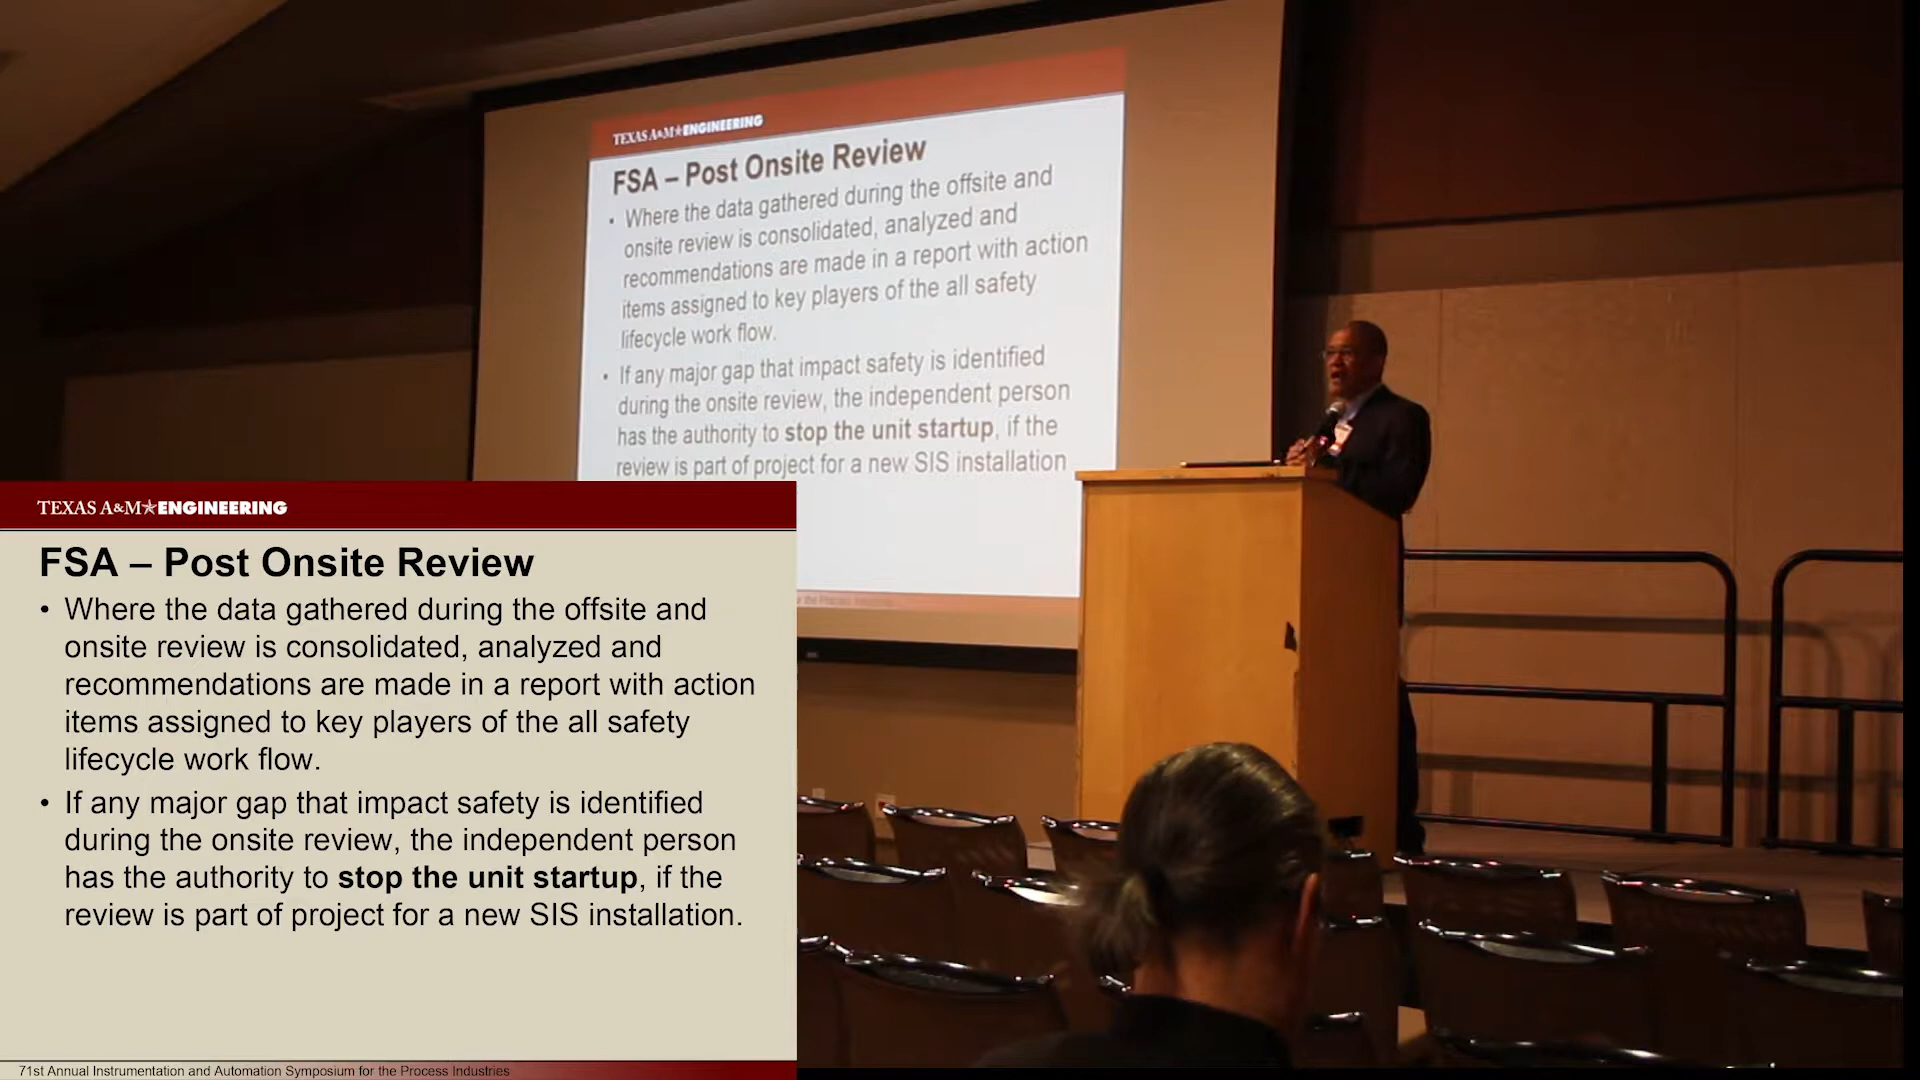 TEXAS A&M★ENGINEERING
FSA – Post Onsite Review
• Where the data gathered during the offsite and
onsite review is consolidated, analyzed and
recommendations are made in a report with action
items assigned to key players of the all safety
lifecycle work flow.
• If any major gap that impact safety is identified
during the onsite review, the independent person
has the authority to stop the unit startup, if the
review is part of project for a new SIS installation
for the Process Industries
TEXAS A&M★ENGINEERING
FSA – Post Onsite Review
• Where the data gathered during the offsite and
onsite review is consolidated, analyzed and
recommendations are made in a report with action
items assigned to key players of the all safety
lifecycle work flow.
• If any major gap that impact safety is identified
during the onsite review, the independent person
has the authority to stop the unit startup, if the
review is part of project for a new SIS installation.
71st Annual Instrumentation and Automation Symposium for the Process Industries